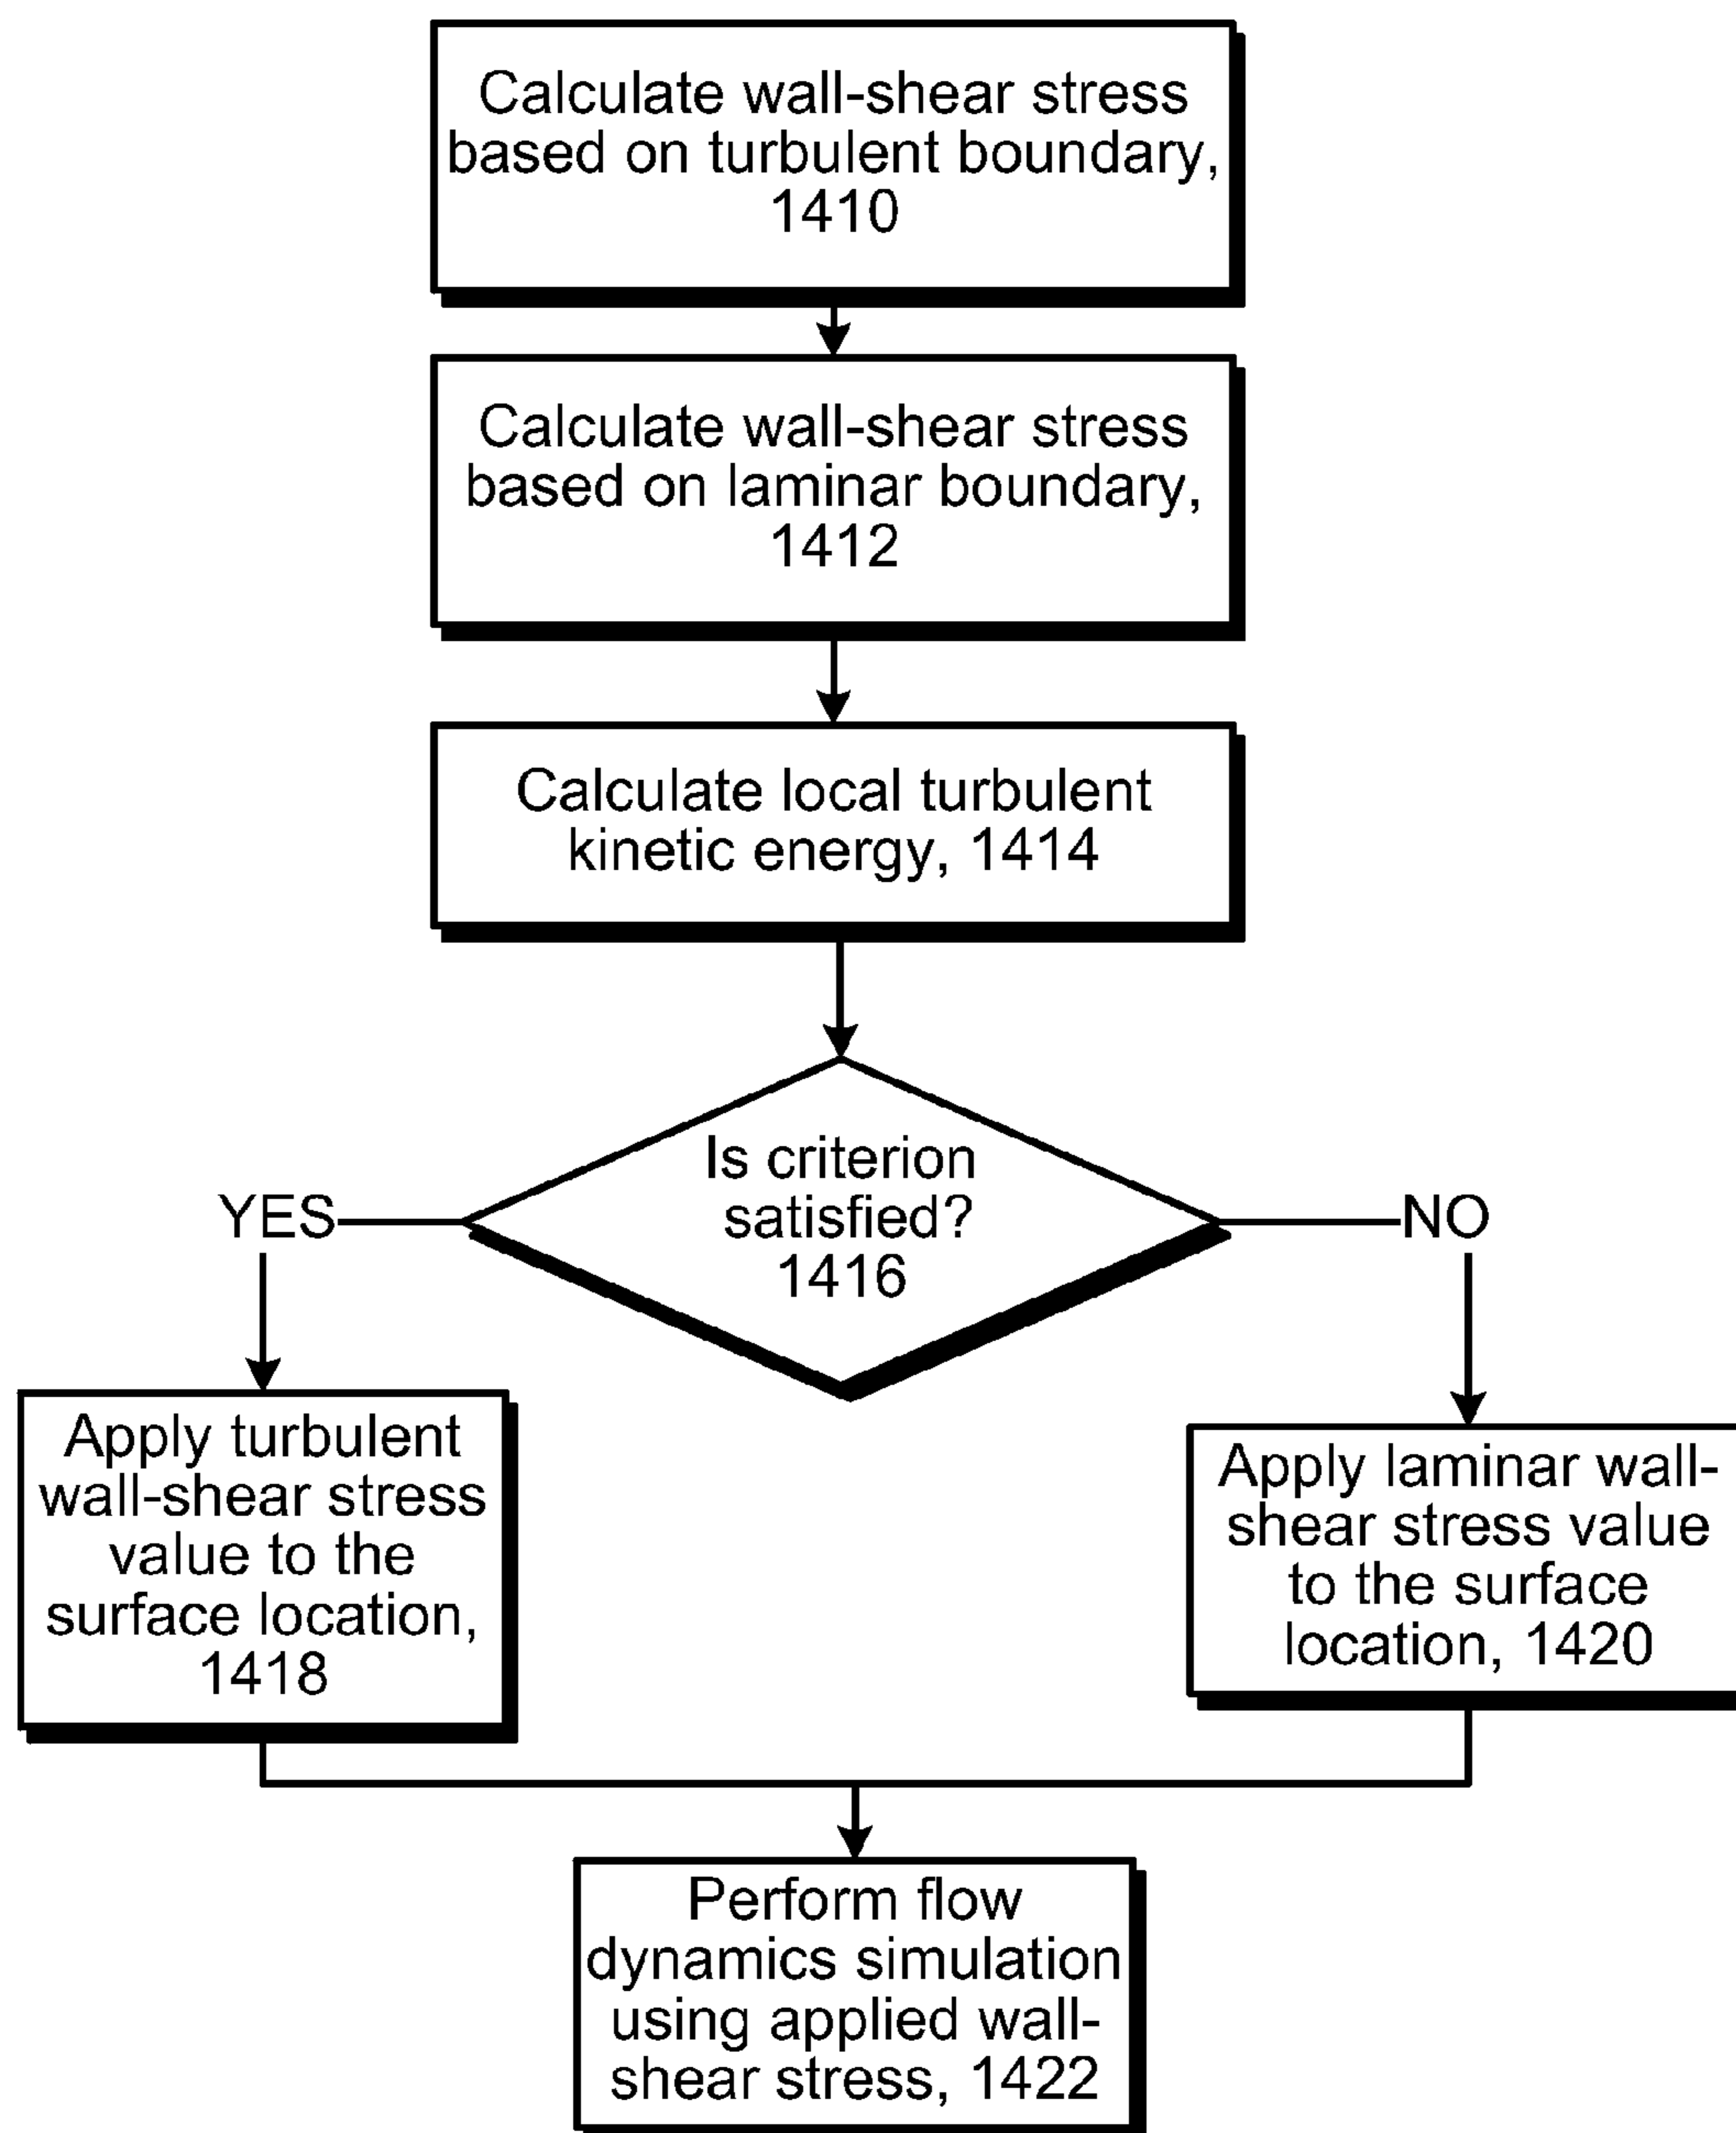 Calculate wall-shear stress
based on turbulent boundary,
1410
Calculate wall-shear stress
based on laminar boundary,
1412
Calculate local turbulent
kinetic energy, 1414
Is criterion
satisfied?
1416
YES
NO
Apply turbulent
wall-shear stress
value to the
surface location,
1418
Apply laminar wall-
shear stress value
to the surface
location, 1420
Perform flow
dynamics simulation
using applied wall-
shear stress, 1422